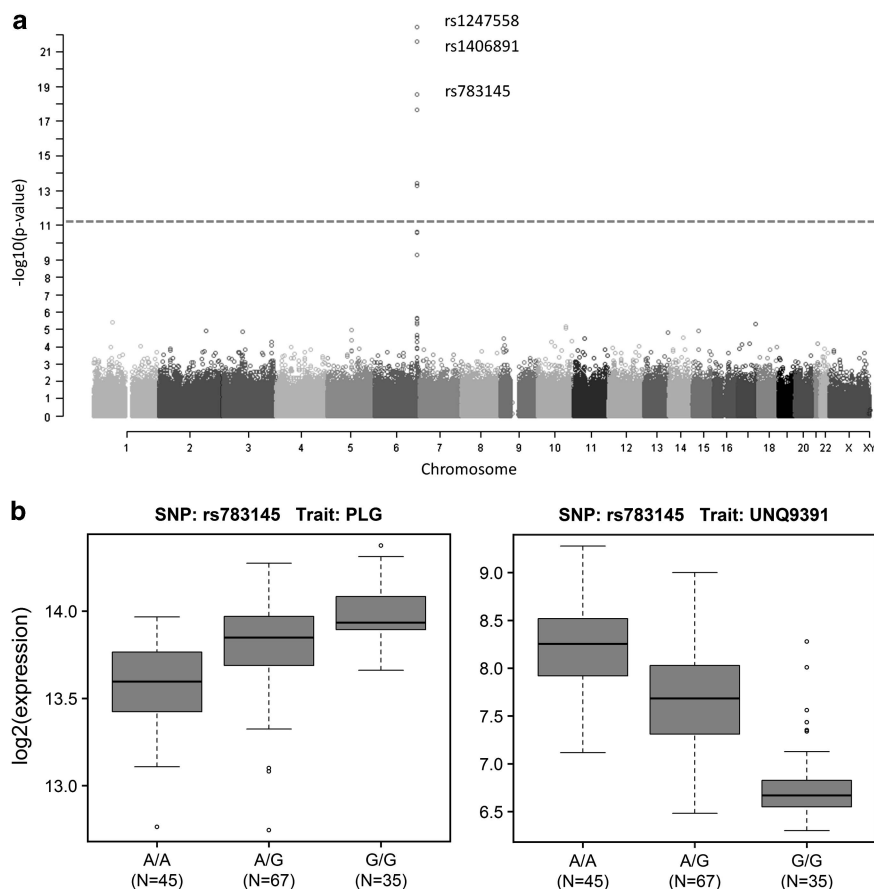 a
rs1247558
rs1406891
rs783145
-log10(p-value)
21
19
17
15
13
11
9
8
7
6
5
4
3
2
1
0
1 2 3 4 5 6 7 8 9 10 11 12 13 14 15 16 18 20 22 X XY
Chromosome
b
SNP: rs783145 Trait: PLG
log2(expression)
14.0
13.5
13.0
A/A A/G G/G
(N=45) (N=67) (N=35)
SNP: rs783145 Trait: UNQ9391
9.0
8.5
8.0
7.5
7.0
6.5
A/A A/G G/G
(N=45) (N=67) (N=35)